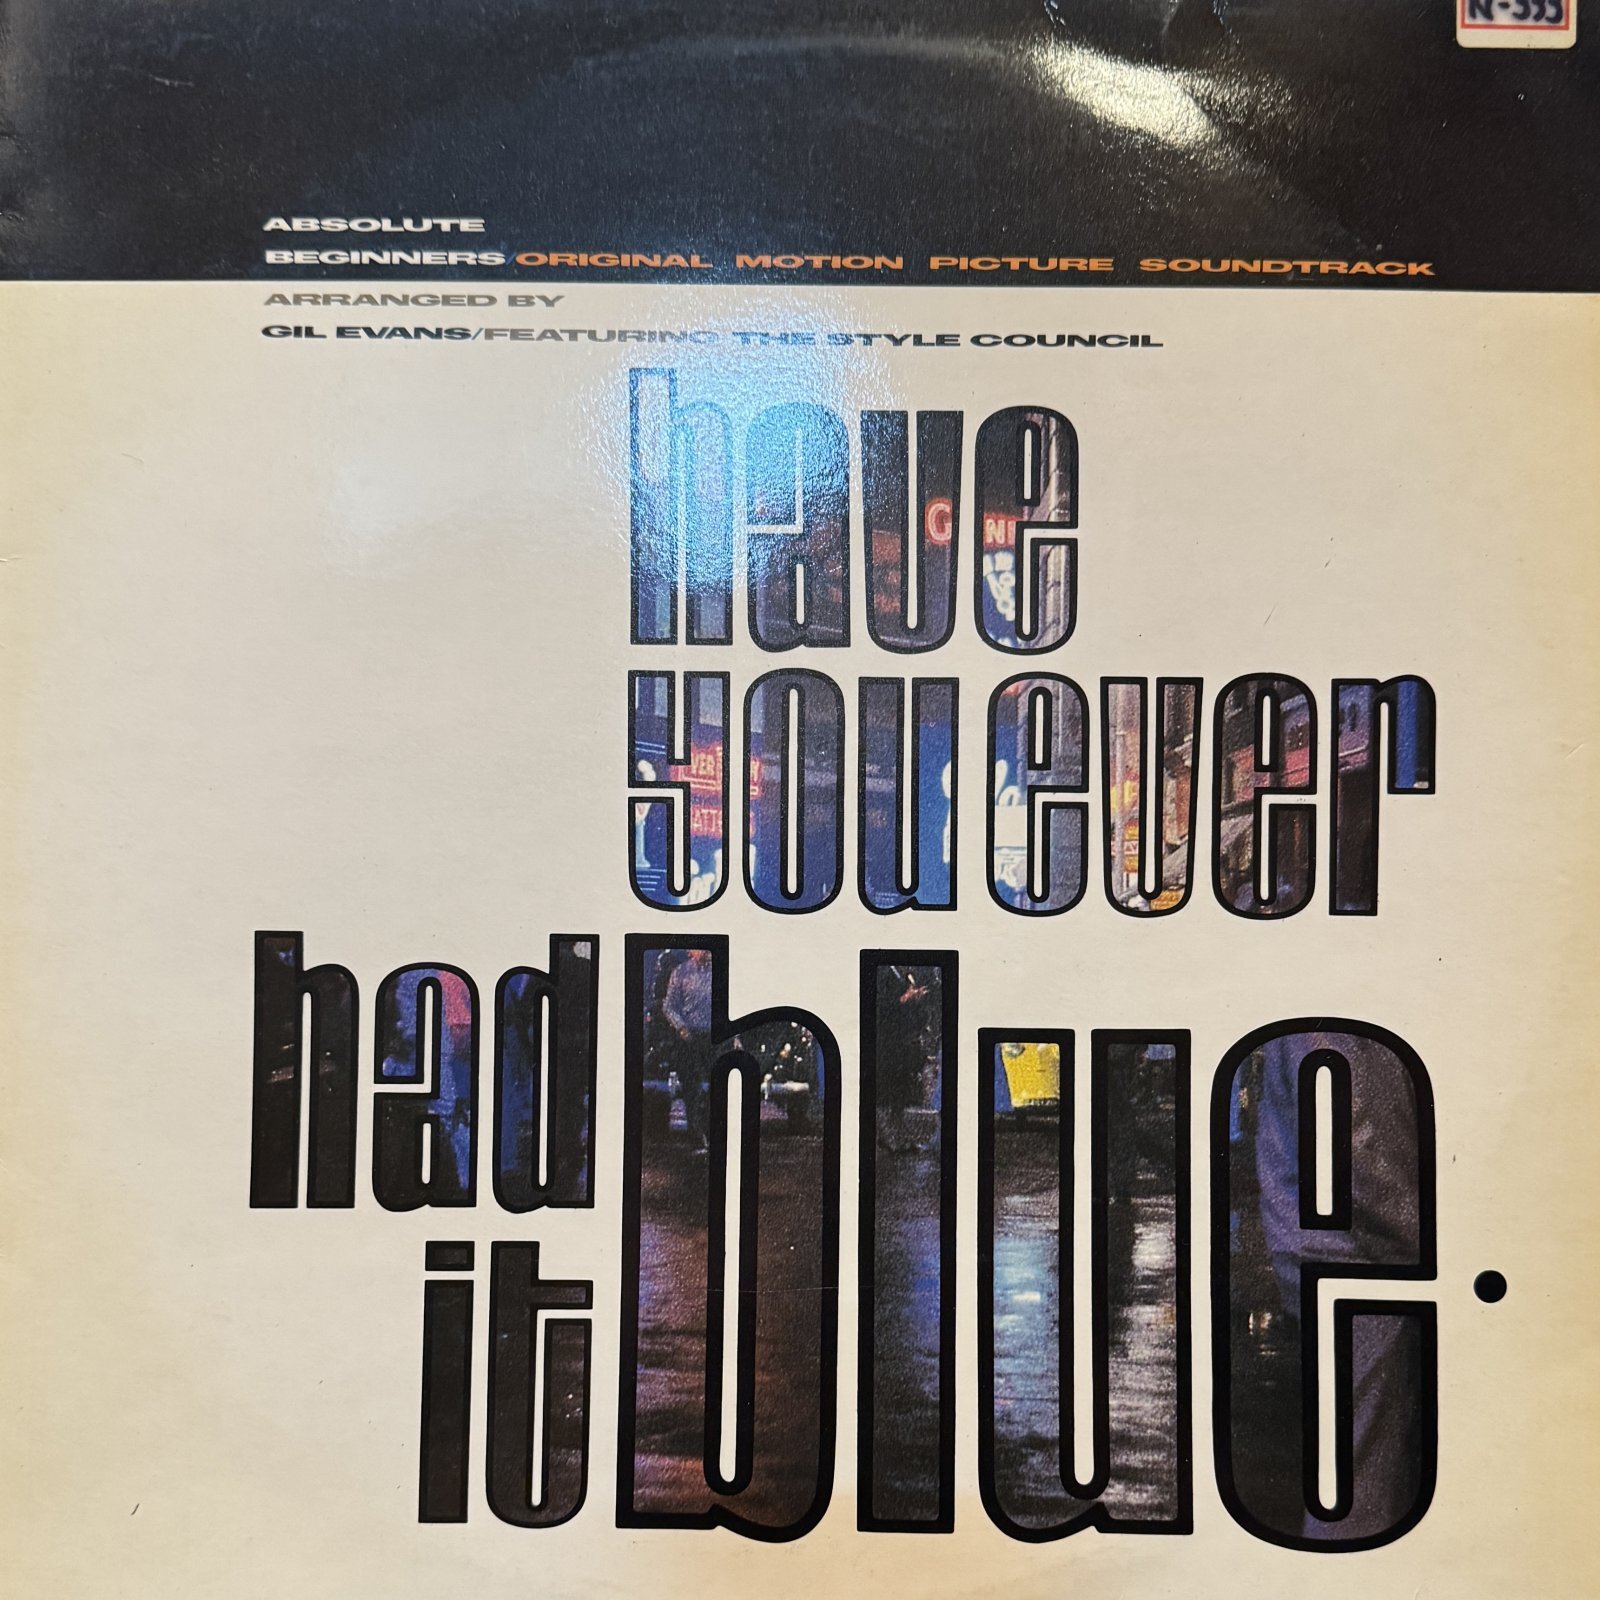 N-333
ABSOLUTE
BEGINNERS/ORIGINAL MOTION PICTURE SOUNDTRACK
ARRANGED BY
GIL EVANS/FEATURING THE STYLE COUNCIL
have
you ever
had
it blue.